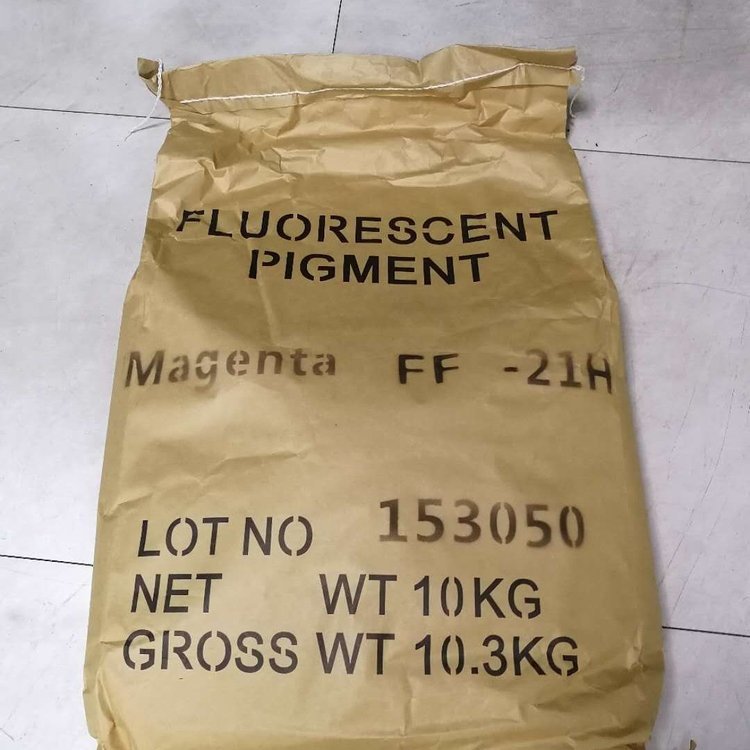 FLUORESCENT
PIGMENT
Magenta FF -21H
LOT NO 153050
NET WT 10KG
GROSS WT 10.3KG